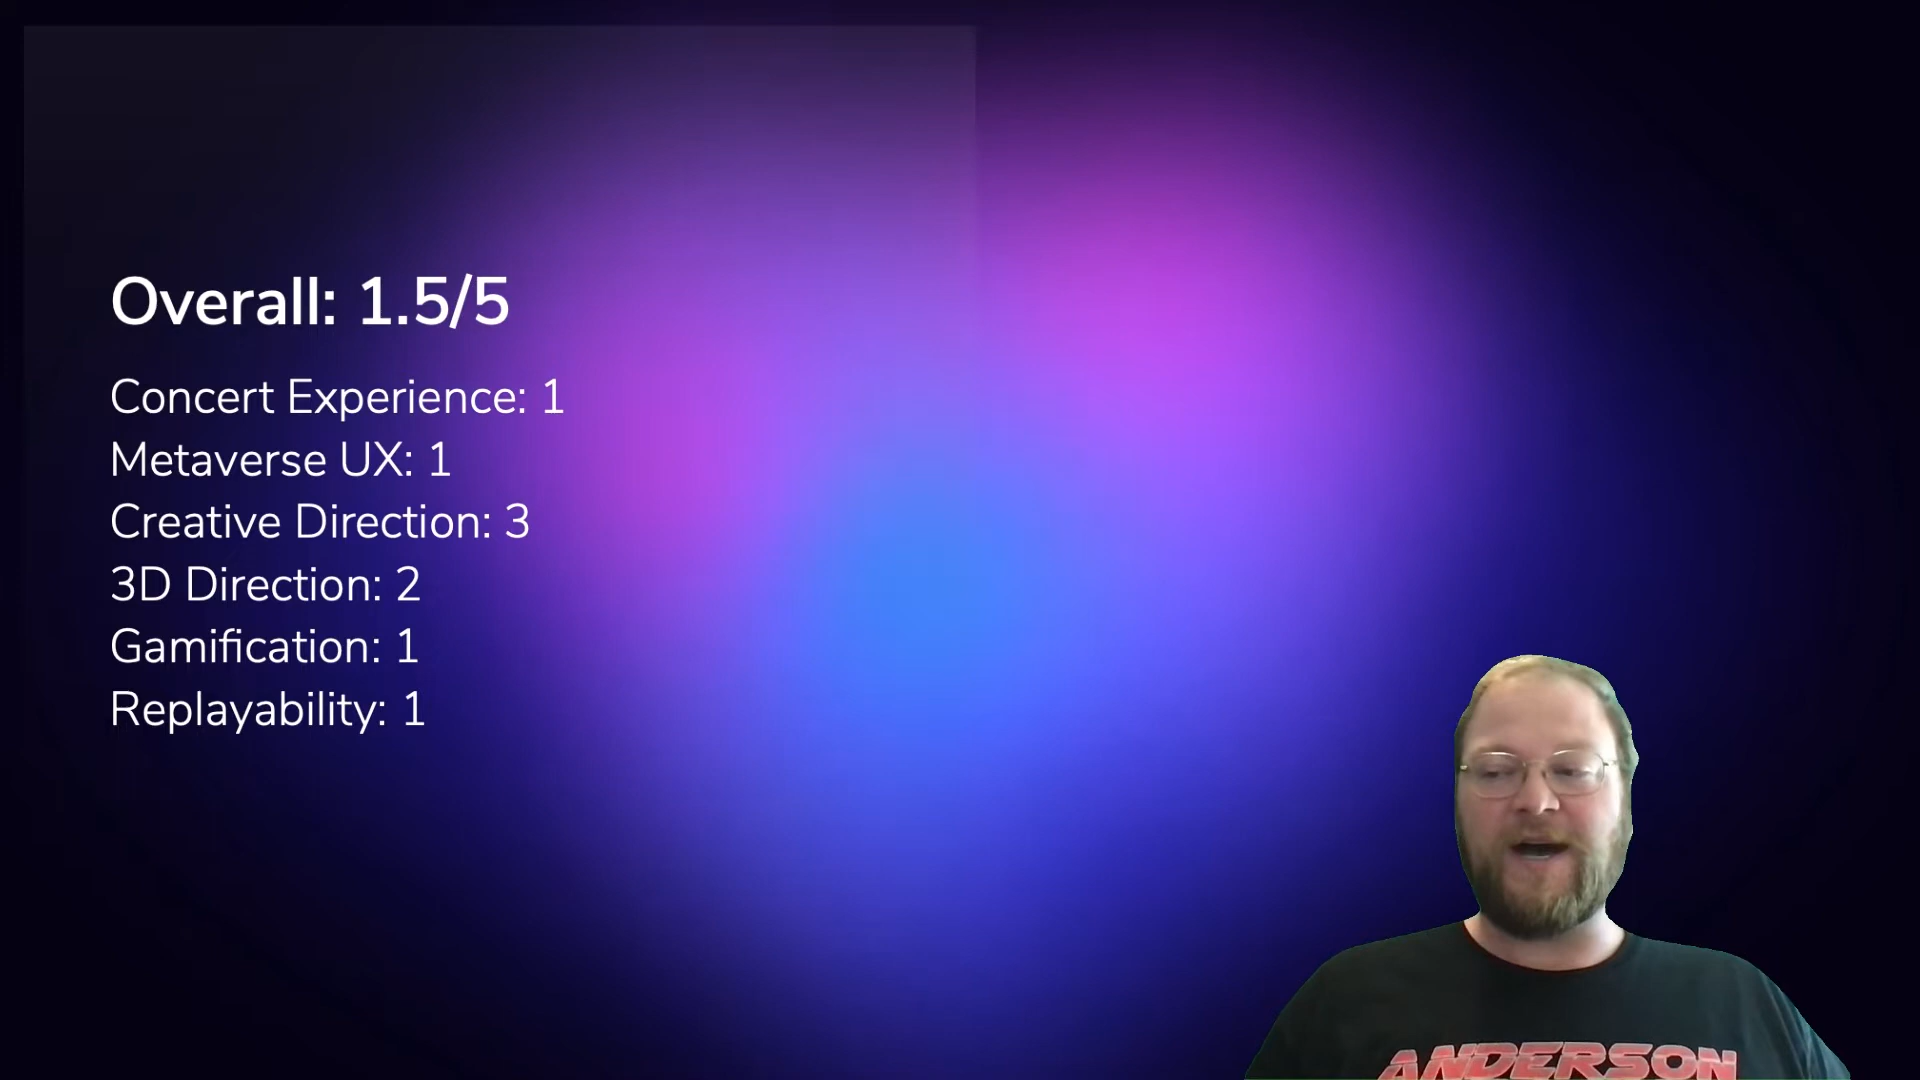 Overall: 1.5/5
Concert Experience: 1
Metaverse UX: 1
Creative Direction: 3
3D Direction: 2
Gamification: 1
Replayability: 1
ANDERSON